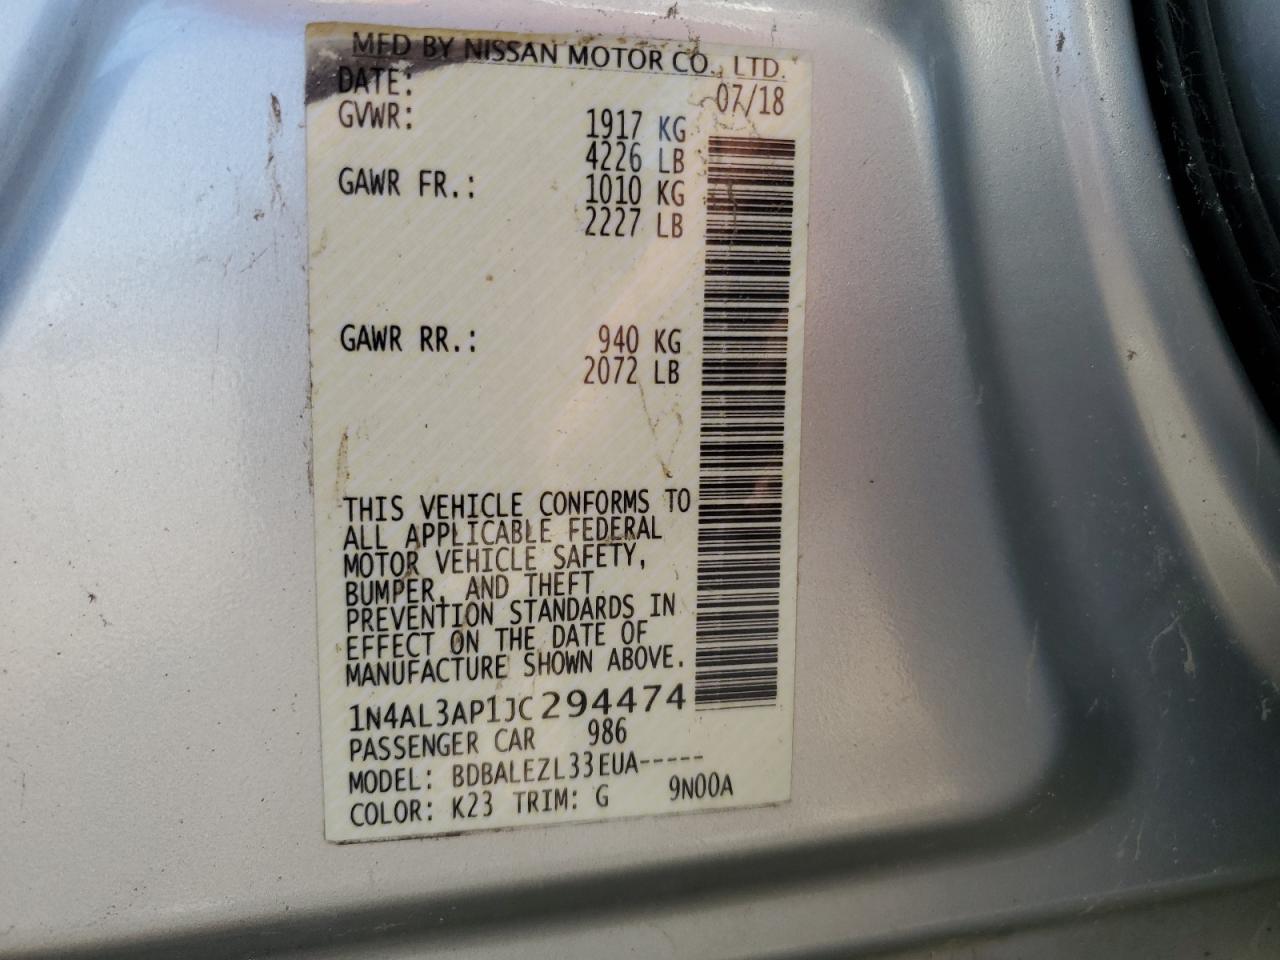 MFD BY NISSAN MOTOR CO., LTD.
DATE: 07/18
GVWR: 1917 KG
4226 LB
GAWR FR.: 1010 KG
2227 LB
GAWR RR.: 940 KG
2072 LB
THIS VEHICLE CONFORMS TO
ALL APPLICABLE FEDERAL
MOTOR VEHICLE SAFETY,
BUMPER, AND THEFT
PREVENTION STANDARDS IN
EFFECT ON THE DATE OF
MANUFACTURE SHOWN ABOVE.
1N4AL3AP1JC294474
PASSENGER CAR 986
MODEL: BDBALEZL33EUA-----
COLOR: K23 TRIM: G 9N00A